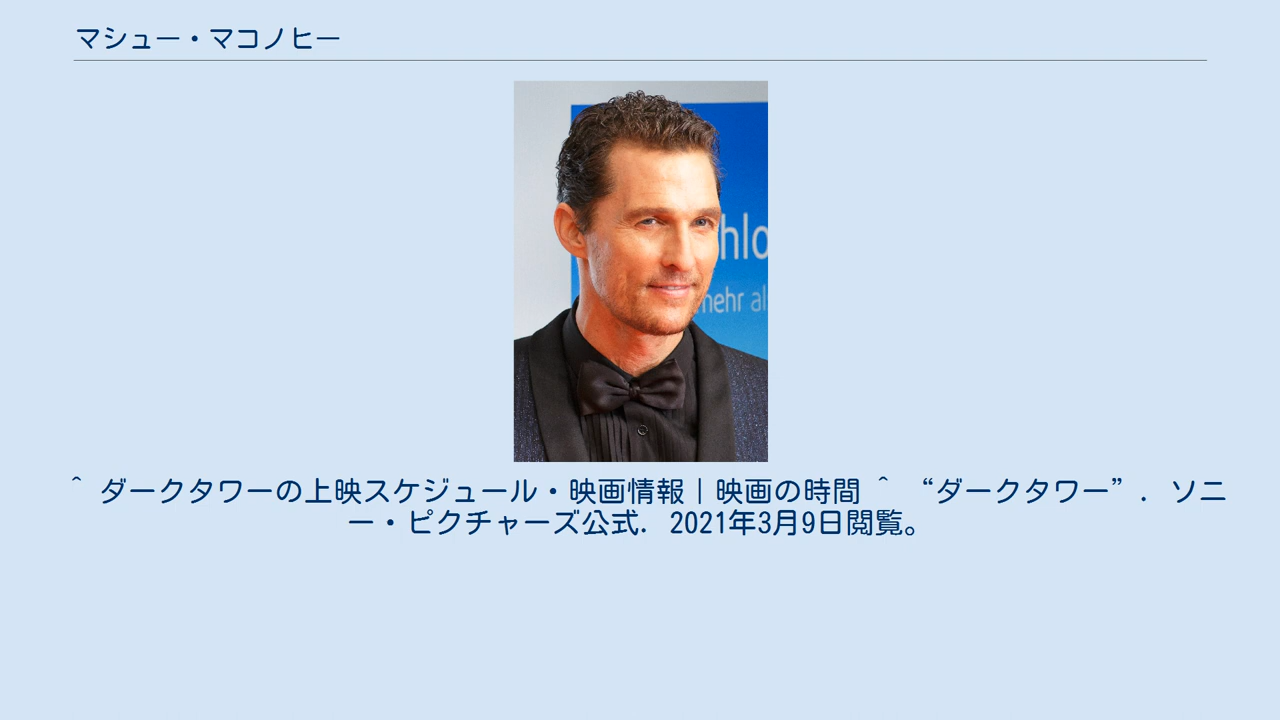 マシュー・マコノヒー
hlo
mehr al
^ ダークタワーの上映スケジュール・映画情報｜映画の時間 ^ “ダークタワー”. ソニ
ー・ピクチャーズ公式. 2021年3月9日閲覧。